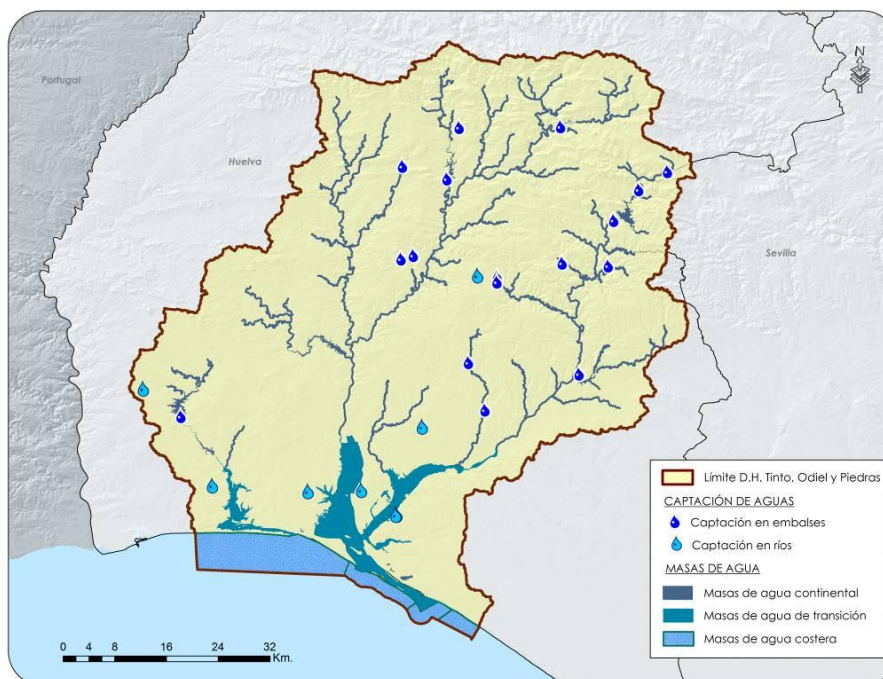 Portugal
N
Huelva
Sevilla
Límite D.H. Tinto, Odiel y Piedras
CAPTACIÓN DE AGUAS
Captación en embalses
Captación en ríos
MASAS DE AGUA
Masas de agua continental
Masas de agua de transición
Masas de agua costera
0 4 8 16 24 32
Km.